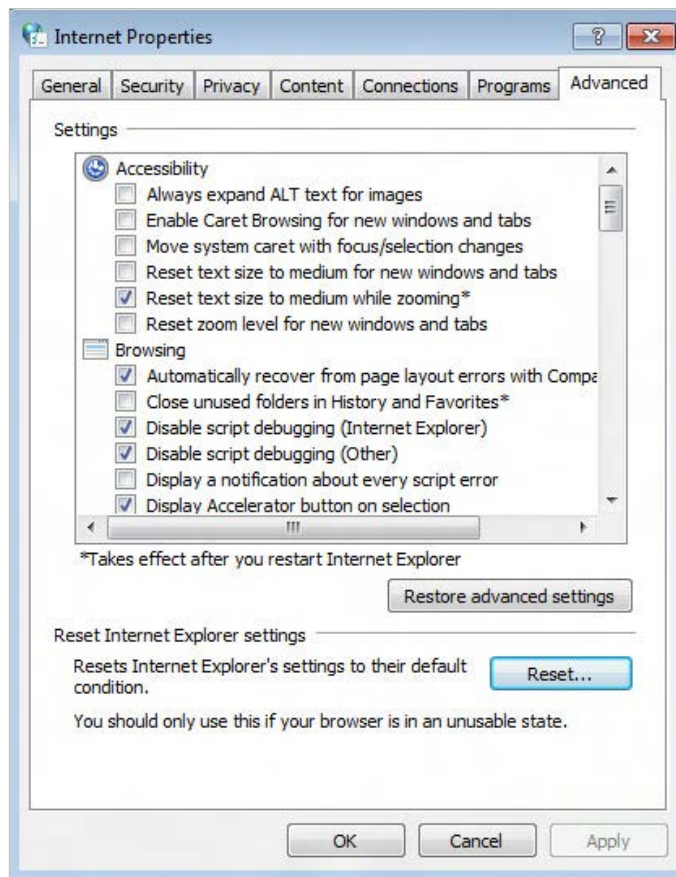 Internet Properties
General Security Privacy Content Connections Programs Advanced
Settings
Accessibility
Always expand ALT text for images
Enable Caret Browsing for new windows and tabs
Move system caret with focus/selection changes
Reset text size to medium for new windows and tabs
Reset text size to medium while zooming*
Reset zoom level for new windows and tabs
Browsing
Automatically recover from page layout errors with Compa
Close unused folders in History and Favorites*
Disable script debugging (Internet Explorer)
Disable script debugging (Other)
Display a notification about every script error
Display Accelerator button on selection
*Takes effect after you restart Internet Explorer
Restore advanced settings
Reset Internet Explorer settings
Resets Internet Explorer's settings to their default
condition.
Reset...
You should only use this if your browser is in an unusable state.
OK Cancel Apply